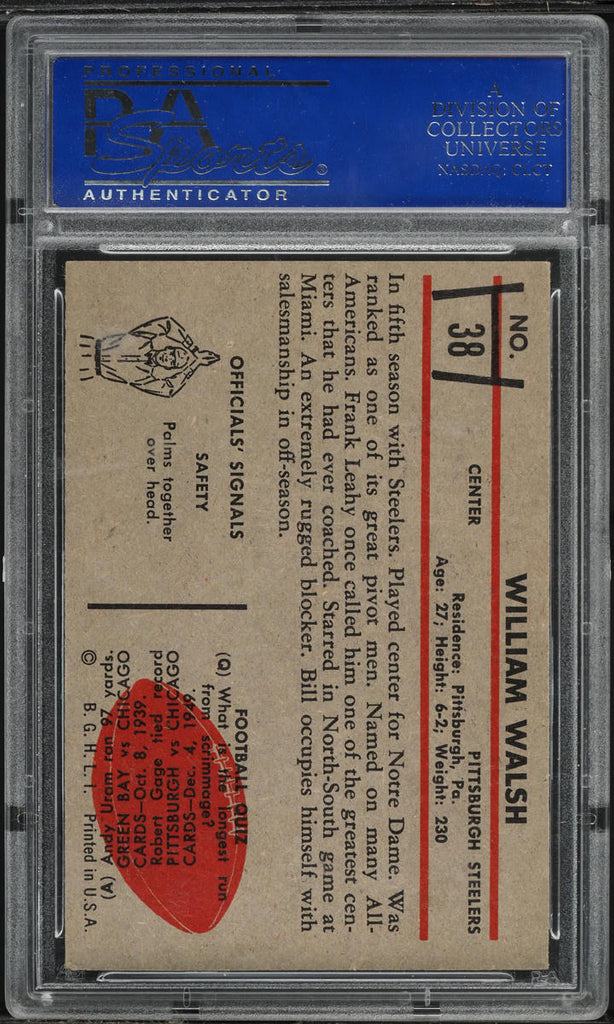 PROFESSIONAL
PSA
Sports®
AUTHENTICATOR
A
DIVISION OF
COLLECTORS
UNIVERSE
NASDAQ: CLCT
NO.
38
WILLIAM WALSH
CENTER
PITTSBURGH STEELERS
Residence: Pittsburgh, Pa.
Age: 27; Height: 6-2; Weight: 230
In fifth season with Steelers. Played center for Notre Dame. Was
ranked as one of its great pivot men. Named on many All-
Americans. Frank Leahy once called him one of the greatest cen-
ters that he had ever coached. Starred in North-South game at
Miami. An extremely rugged blocker. Bill occupies himself with
salesmanship in off-season.
OFFICIALS' SIGNALS
SAFETY
Palms together
over head.
FOOTBALL QUIZ
(Q) What is the longest run
from scrimmage?
CARDS—Dec. 4, 1949.
PITTSBURGH vs CHICAGO
Robert Gage tied record
CARDS—Oct. 8, 1939.
GREEN BAY vs CHICAGO
(A) Andy Uram ran 97 yards.
© B. G. H. L. I. Printed in U.S.A.